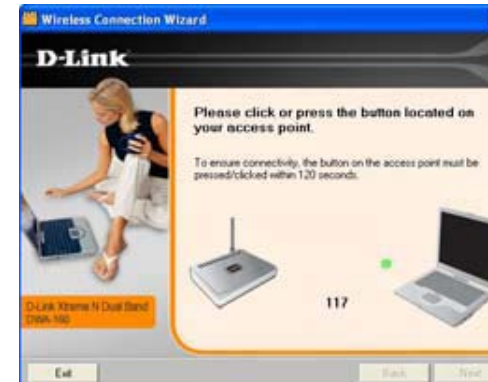 Wireless Connection Wizard
D-Link
Please click or press the button located on
your access point.
To ensure connectivity, the button on the access point must be
pressed/clicked within 120 seconds.
117
D-Link Xtreme N Dual Band
DWA-160
Exit
Back
Next